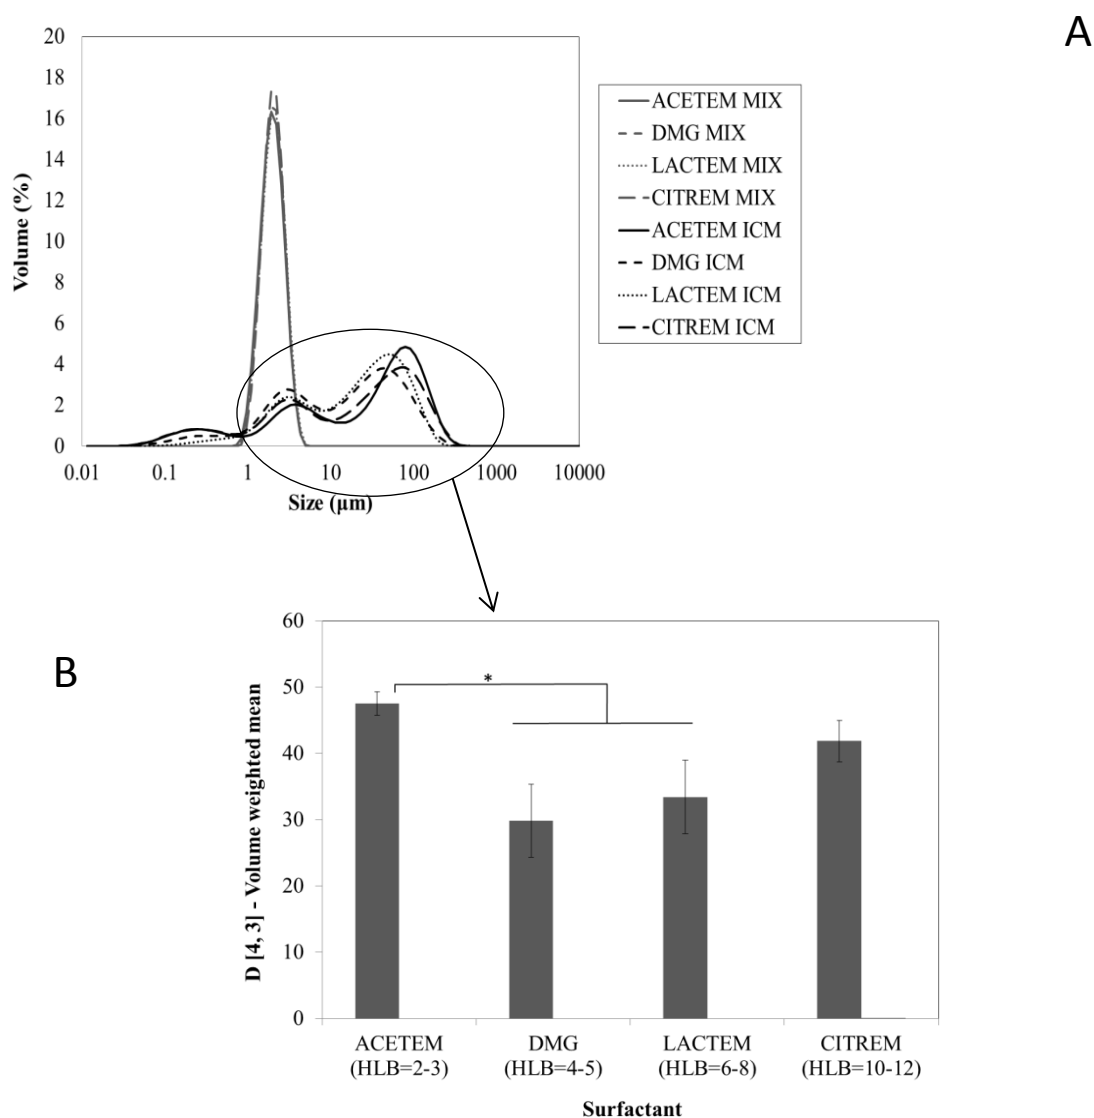 A
20
18
16
14
12
10
8
6
4
2
0
Volume (%)
0.01 0.1 1 10 100 1000 10000
Size (µm)
ACETEM MIX
DMG MIX
LACTEM MIX
CITREM MIX
ACETEM ICM
DMG ICM
LACTEM ICM
CITREM ICM
B
60
50
40
30
20
10
0
D [4, 3] - Volume weighted mean
*
ACETEM DMG LACTEM CITREM
(HLB=2-3) (HLB=4-5) (HLB=6-8) (HLB=10-12)
Surfactant